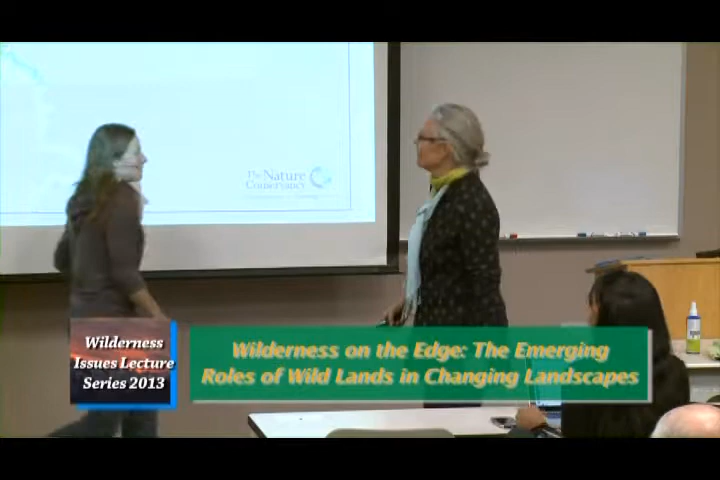 The Nature
Conservancy
Wilderness
Issues Lecture
Series 2013
Wilderness on the Edge: The Emerging
Roles of Wild Lands in Changing Landscapes